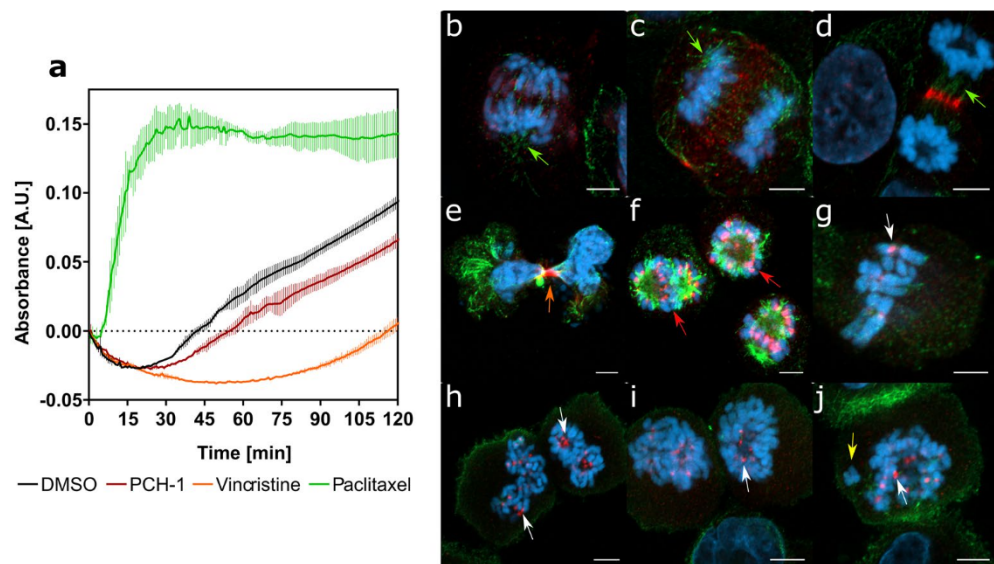 a
Absorbance [A.U.]
0.15
0.10
0.05
0.00
-0.05
0 15 30 45 60 75 90 105 120
Time [min]
DMSO PCH-1 Vincristine Paclitaxel
b c d
e f g
h i j